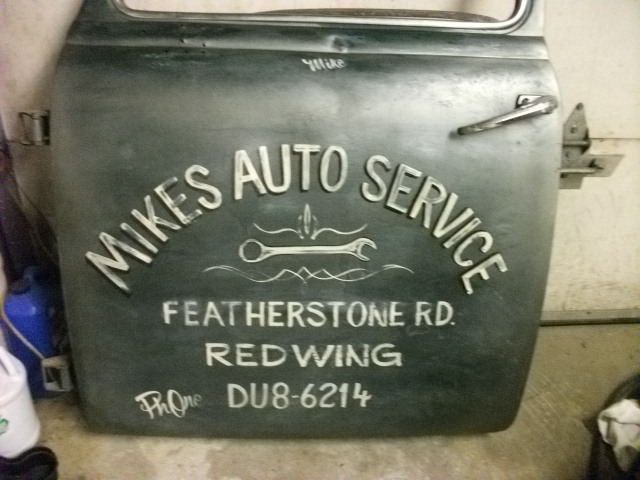 Mike
MIKES AUTO SERVICE
FEATHERSTONE RD.
REDWING
PhOne DU8-6214